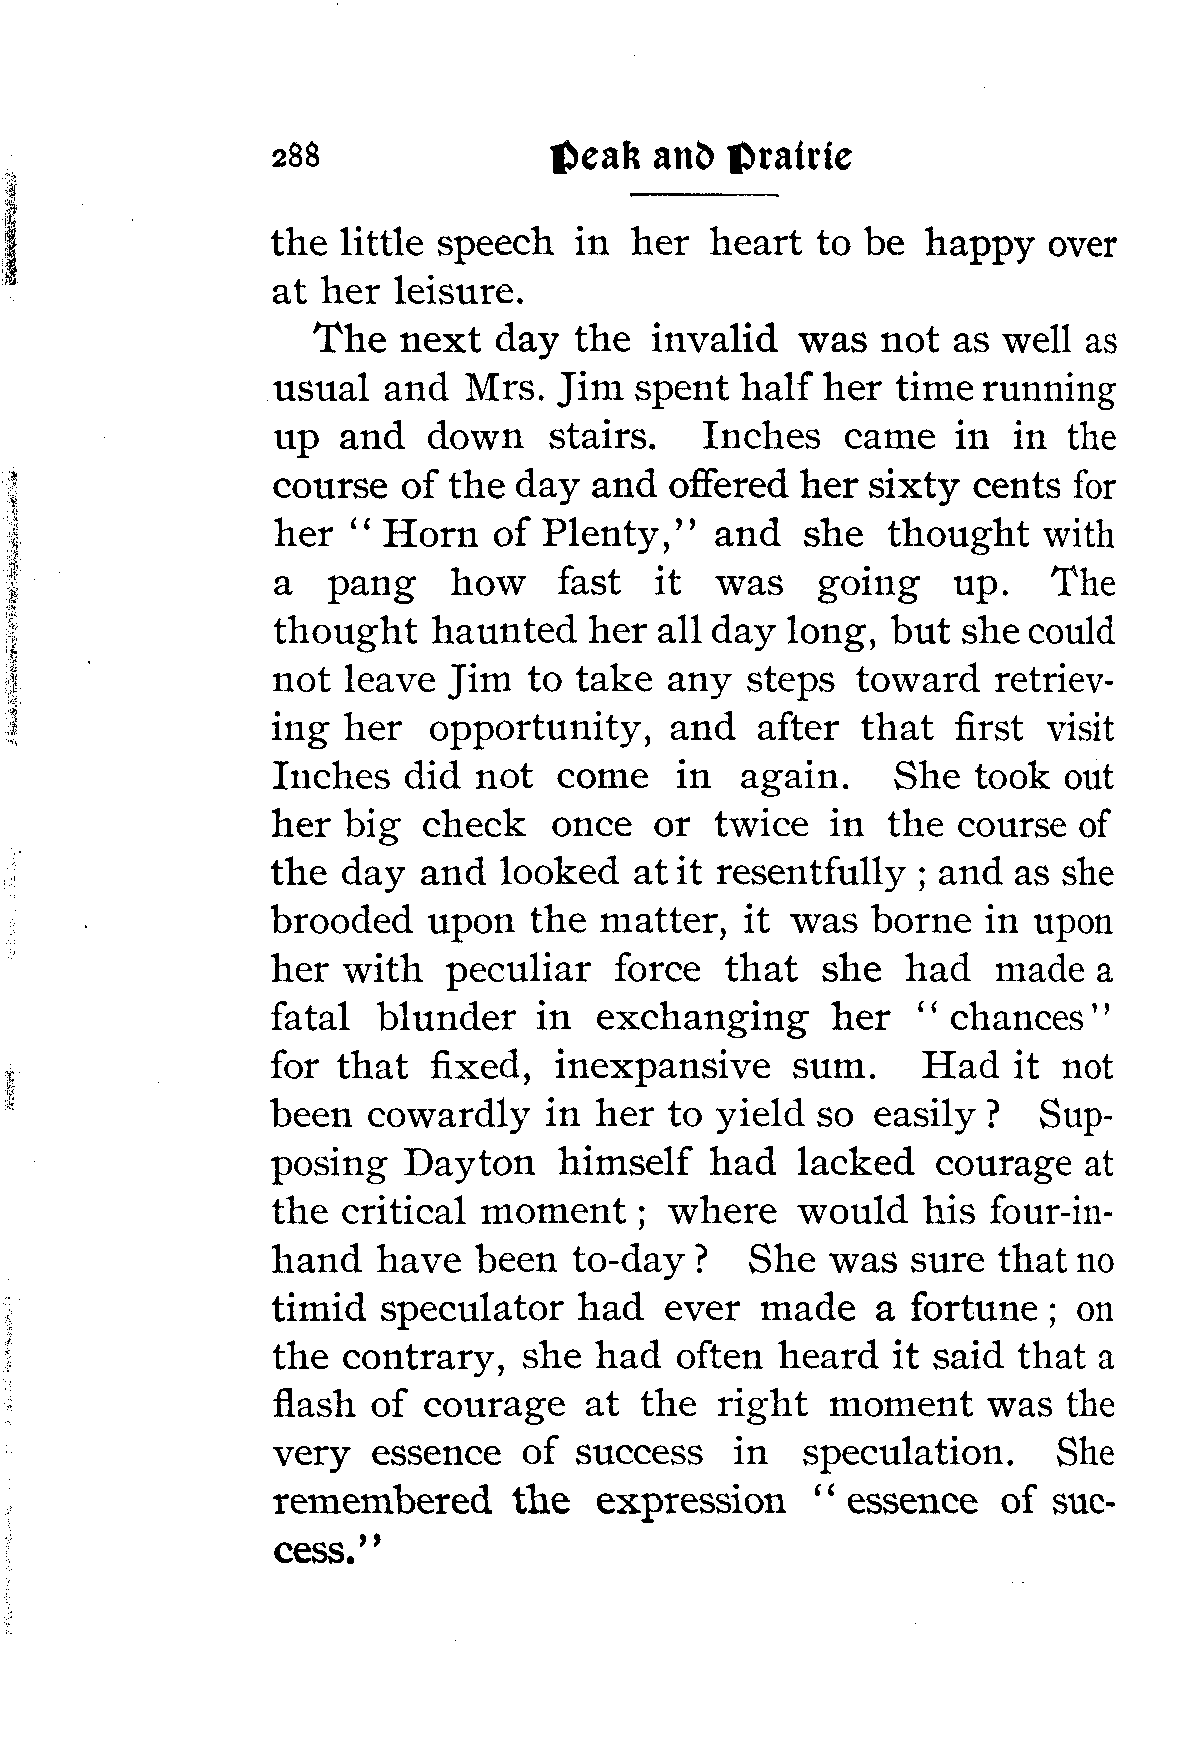 288 Peak and Prairie
the little speech in her heart to be happy over
at her leisure.
The next day the invalid was not as well as
usual and Mrs. Jim spent half her time running
up and down stairs. Inches came in in the
course of the day and offered her sixty cents for
her "Horn of Plenty," and she thought with
a pang how fast it was going up. The
thought haunted her all day long, but she could
not leave Jim to take any steps toward retriev-
ing her opportunity, and after that first visit
Inches did not come in again. She took out
her big check once or twice in the course of
the day and looked at it resentfully; and as she
brooded upon the matter, it was borne in upon
her with peculiar force that she had made a
fatal blunder in exchanging her "chances"
for that fixed, inexpansive sum. Had it not
been cowardly in her to yield so easily? Sup-
posing Dayton himself had lacked courage at
the critical moment; where would his four-in-
hand have been to-day? She was sure that no
timid speculator had ever made a fortune; on
the contrary, she had often heard it said that a
flash of courage at the right moment was the
very essence of success in speculation. She
remembered the expression "essence of suc-
cess."